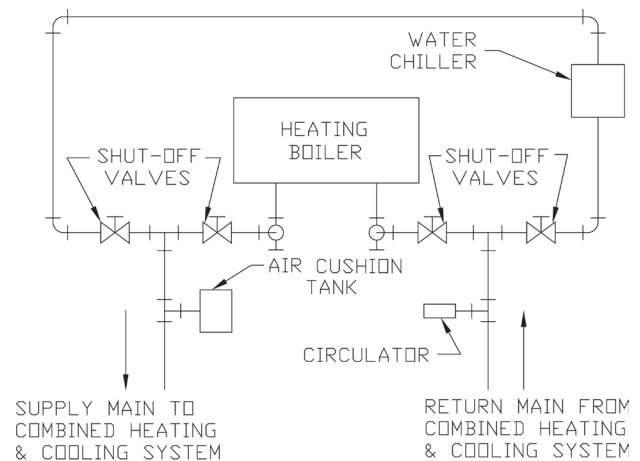 WATER
CHILLER
HEATING
BOILER
SHUT-OFF
VALVES
SHUT-OFF
VALVES
AIR CUSHION
TANK
CIRCULATOR
SUPPLY MAIN TO
COMBINED HEATING
& COOLING SYSTEM
RETURN MAIN FROM
COMBINED HEATING
& COOLING SYSTEM